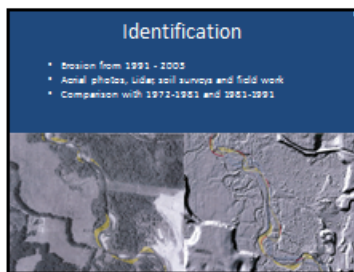 Identification
• Erosion from 1991 - 2003
• Aerial photos, Lidar, soil surveys and field work
• Comparison with 1972-1981 and 1981-1991